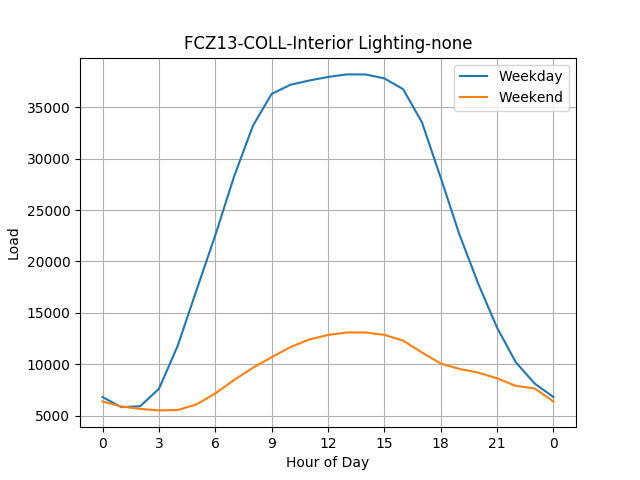 FCZ13-COLL-Interior Lighting-none
Weekday
Weekend
Load
35000
30000
25000
20000
15000
10000
5000
0 3 6 9 12 15 18 21 0
Hour of Day